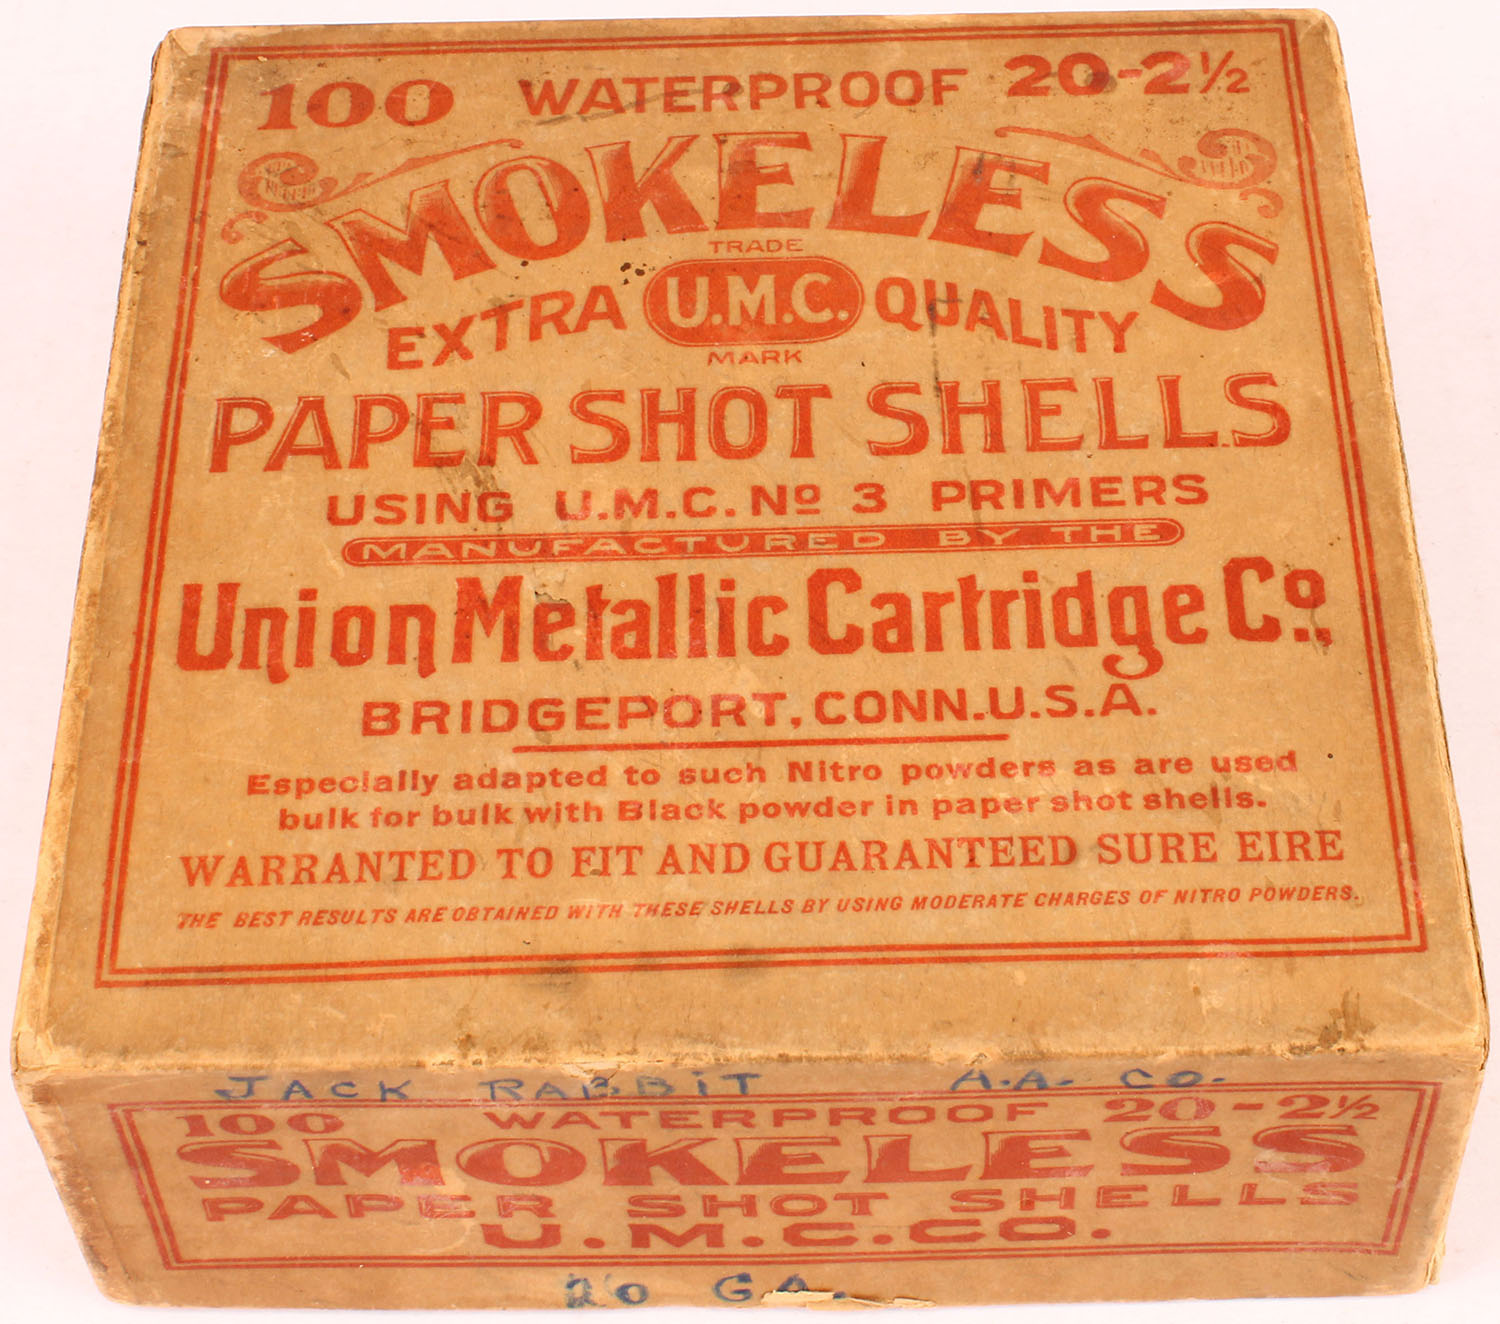 100 WATERPROOF 20-2½
SMOKELESS
TRADE
EXTRA U.M.C. QUALITY
MARK
PAPER SHOT SHELLS
USING U.M.C. Nº 3 PRIMERS
MANUFACTURED BY THE
Union Metallic Cartridge Cº.
BRIDGEPORT, CONN. U.S.A.
Especially adapted to such Nitro powders as are used
bulk for bulk with Black powder in paper shot shells.
WARRANTED TO FIT AND GUARANTEED SURE EIRE
THE BEST RESULTS ARE OBTAINED WITH THESE SHELLS BY USING MODERATE CHARGES OF NITRO POWDERS.
JACK RABBiT A.A. CO.
100 WATERPROOF 20-2½
SMOKELESS
PAPER SHOT SHELLS
U.M.C.CO.
20 GA.